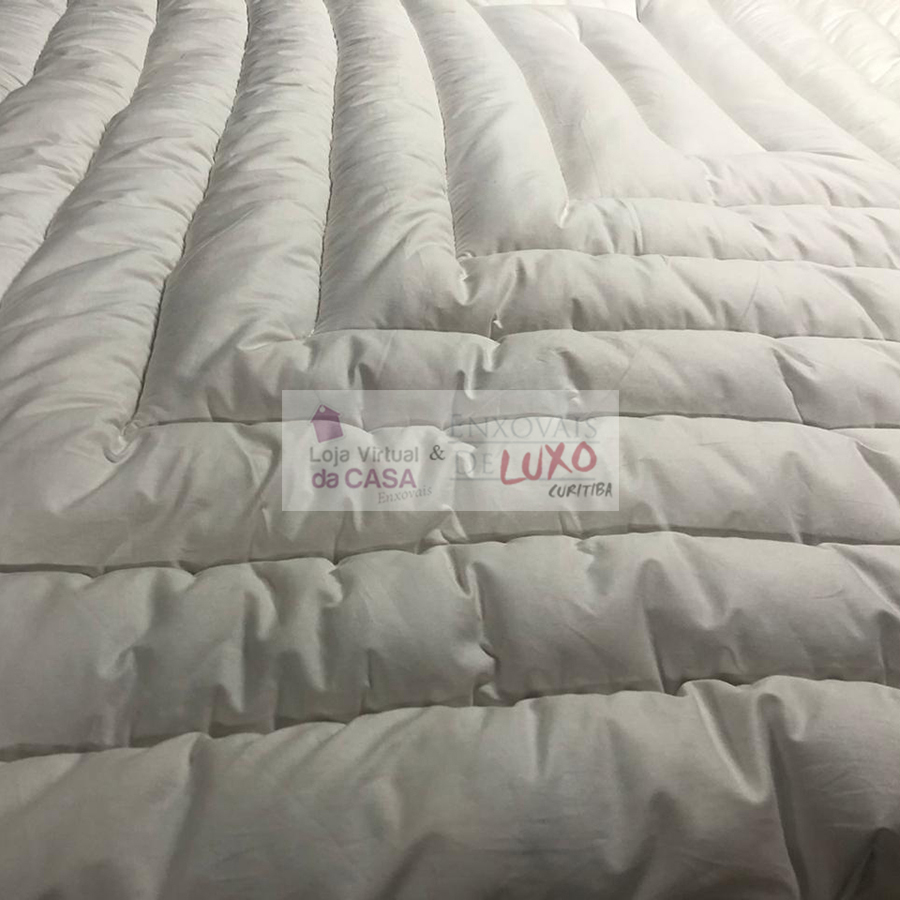 Loja Virtual
da CASA
Enxovais
&
ENXOVAIS
DE LUXO
CURITIBA